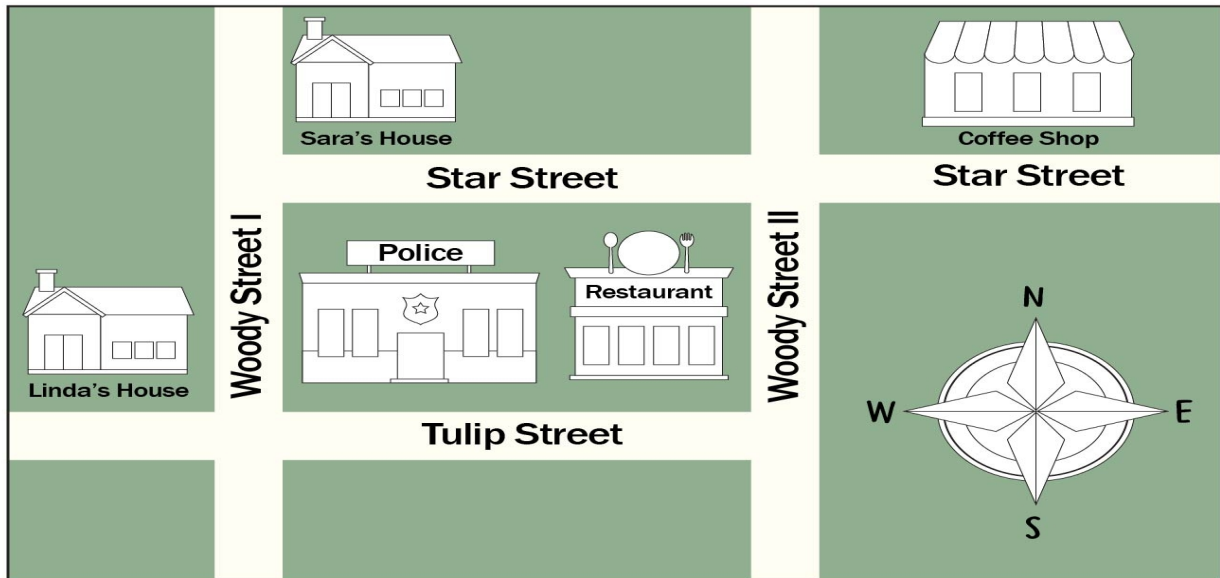 Sara's House
Coffee Shop
Star Street
Star Street
Woody Street I
Police
Restaurant
Woody Street II
Linda's House
Tulip Street
N
W
E
S